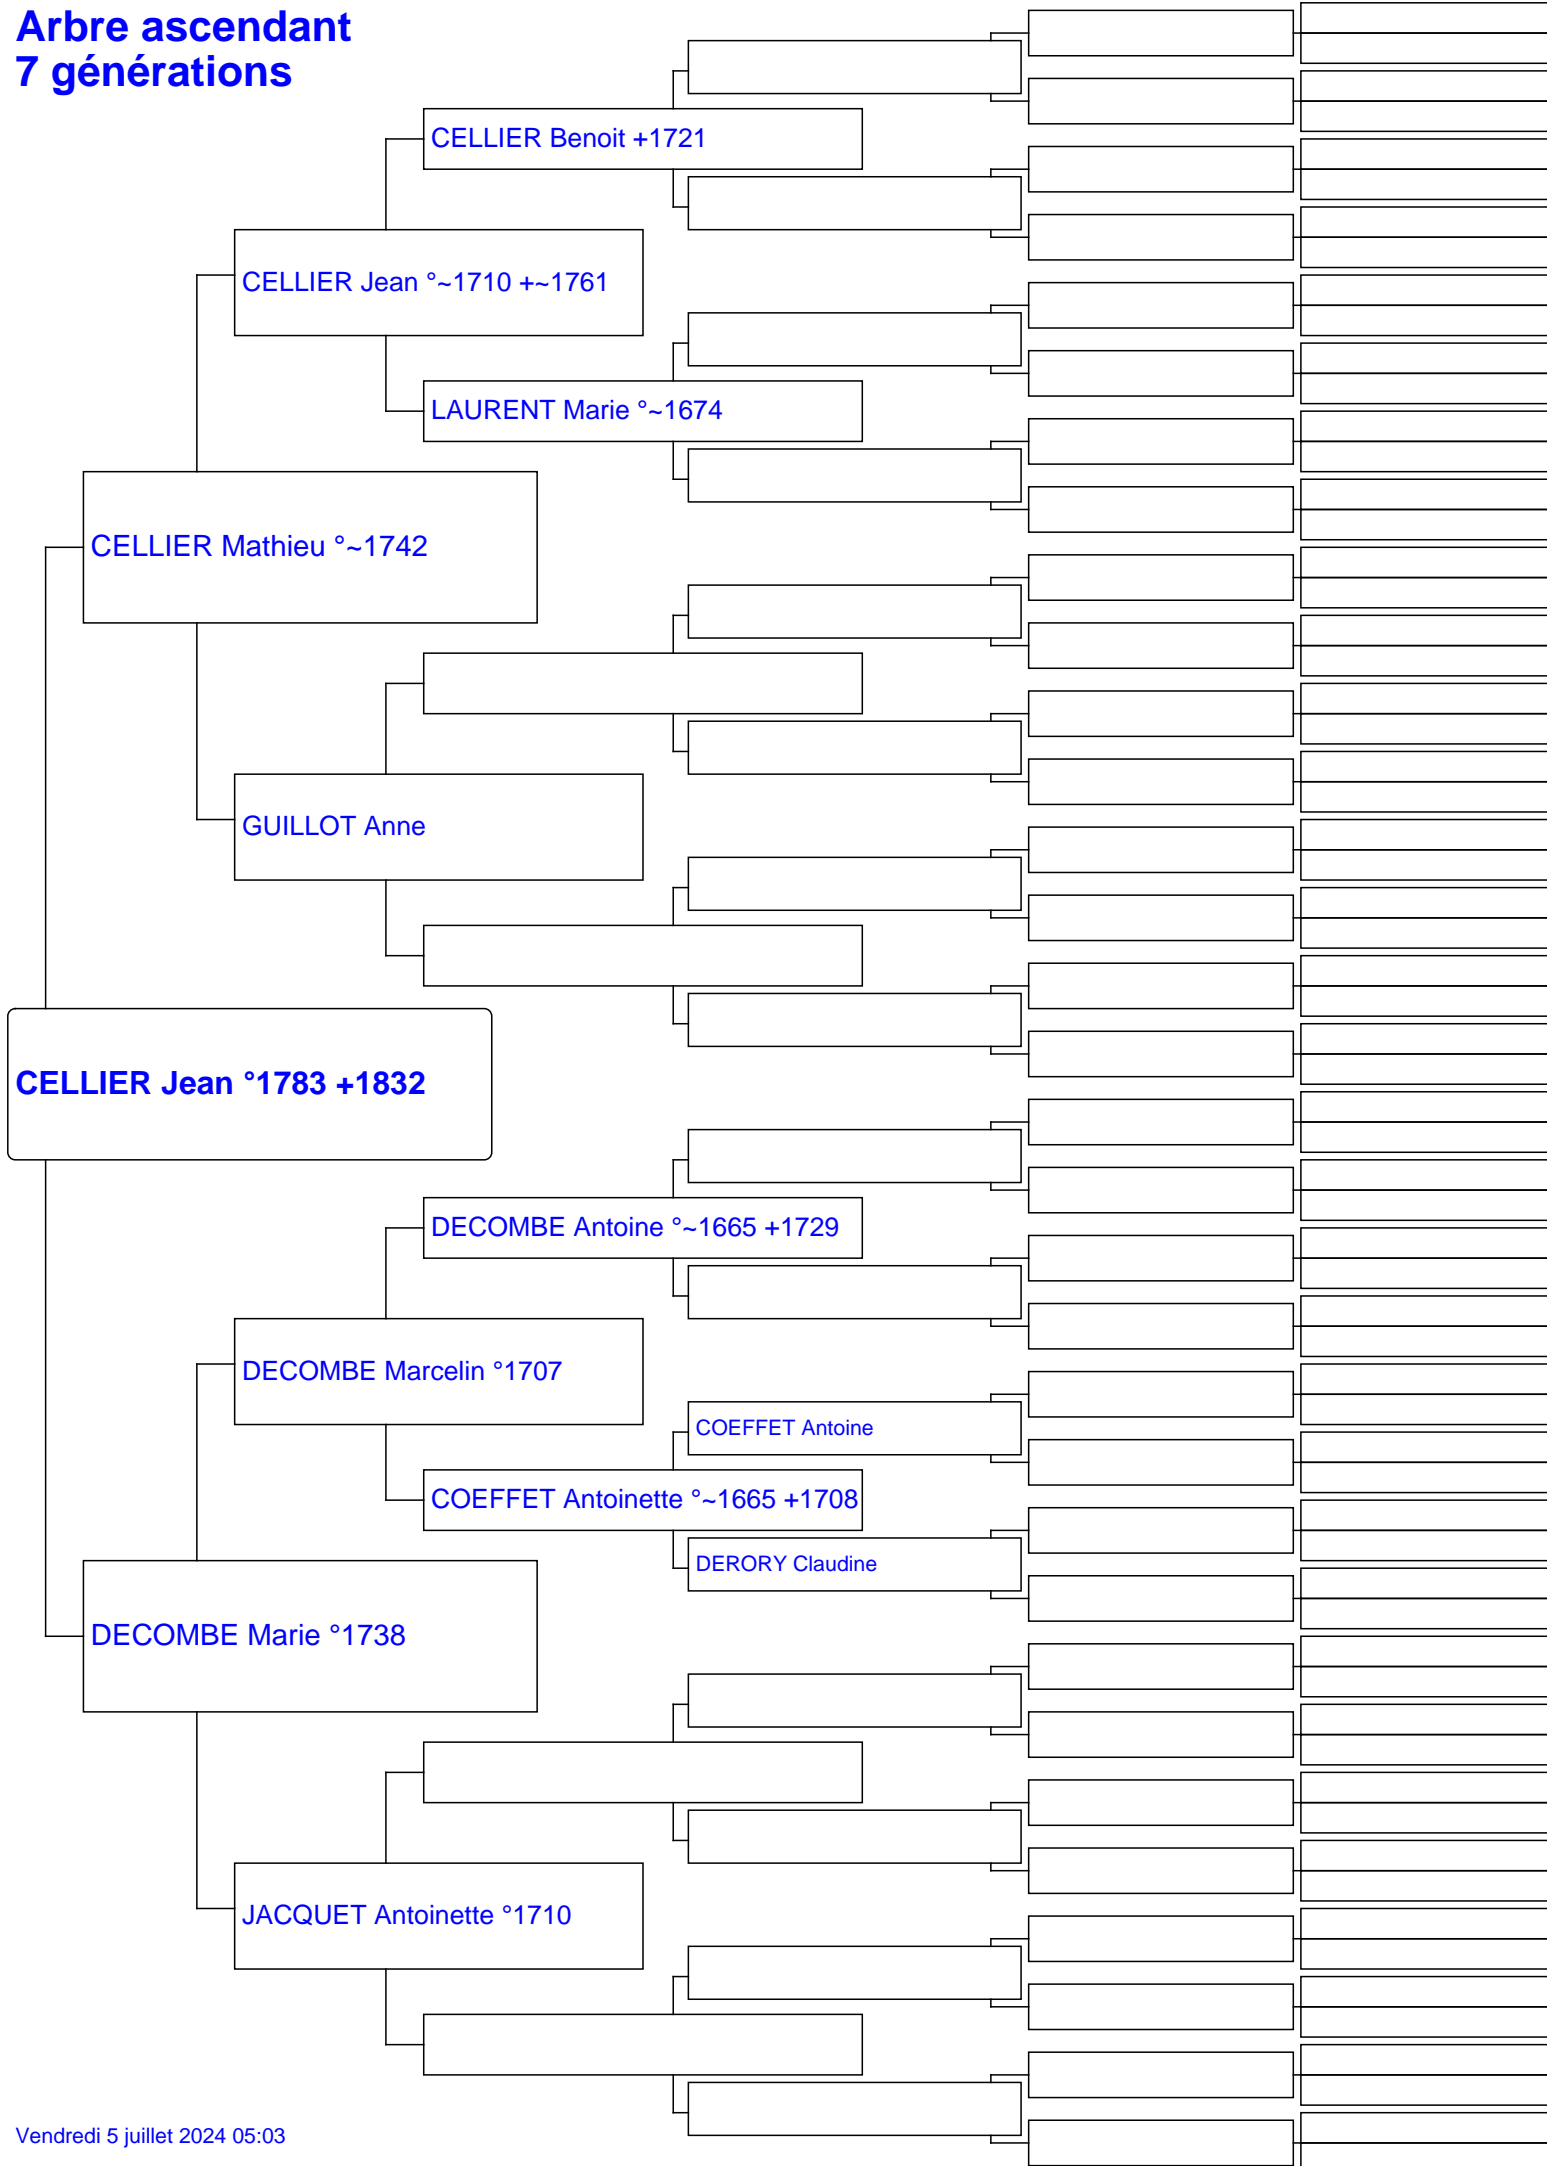 Arbre ascendant
7 générations
CELLIER Benoit +1721
CELLIER Jean °~1710 +~1761
LAURENT Marie °~1674
CELLIER Mathieu °~1742
GUILLOT Anne
CELLIER Jean °1783 +1832
DECOMBE Antoine °~1665 +1729
DECOMBE Marcelin °1707
COEFFET Antoine
COEFFET Antoinette °~1665 +1708
DERORY Claudine
DECOMBE Marie °1738
JACQUET Antoinette °1710
Vendredi 5 juillet 2024 05:03